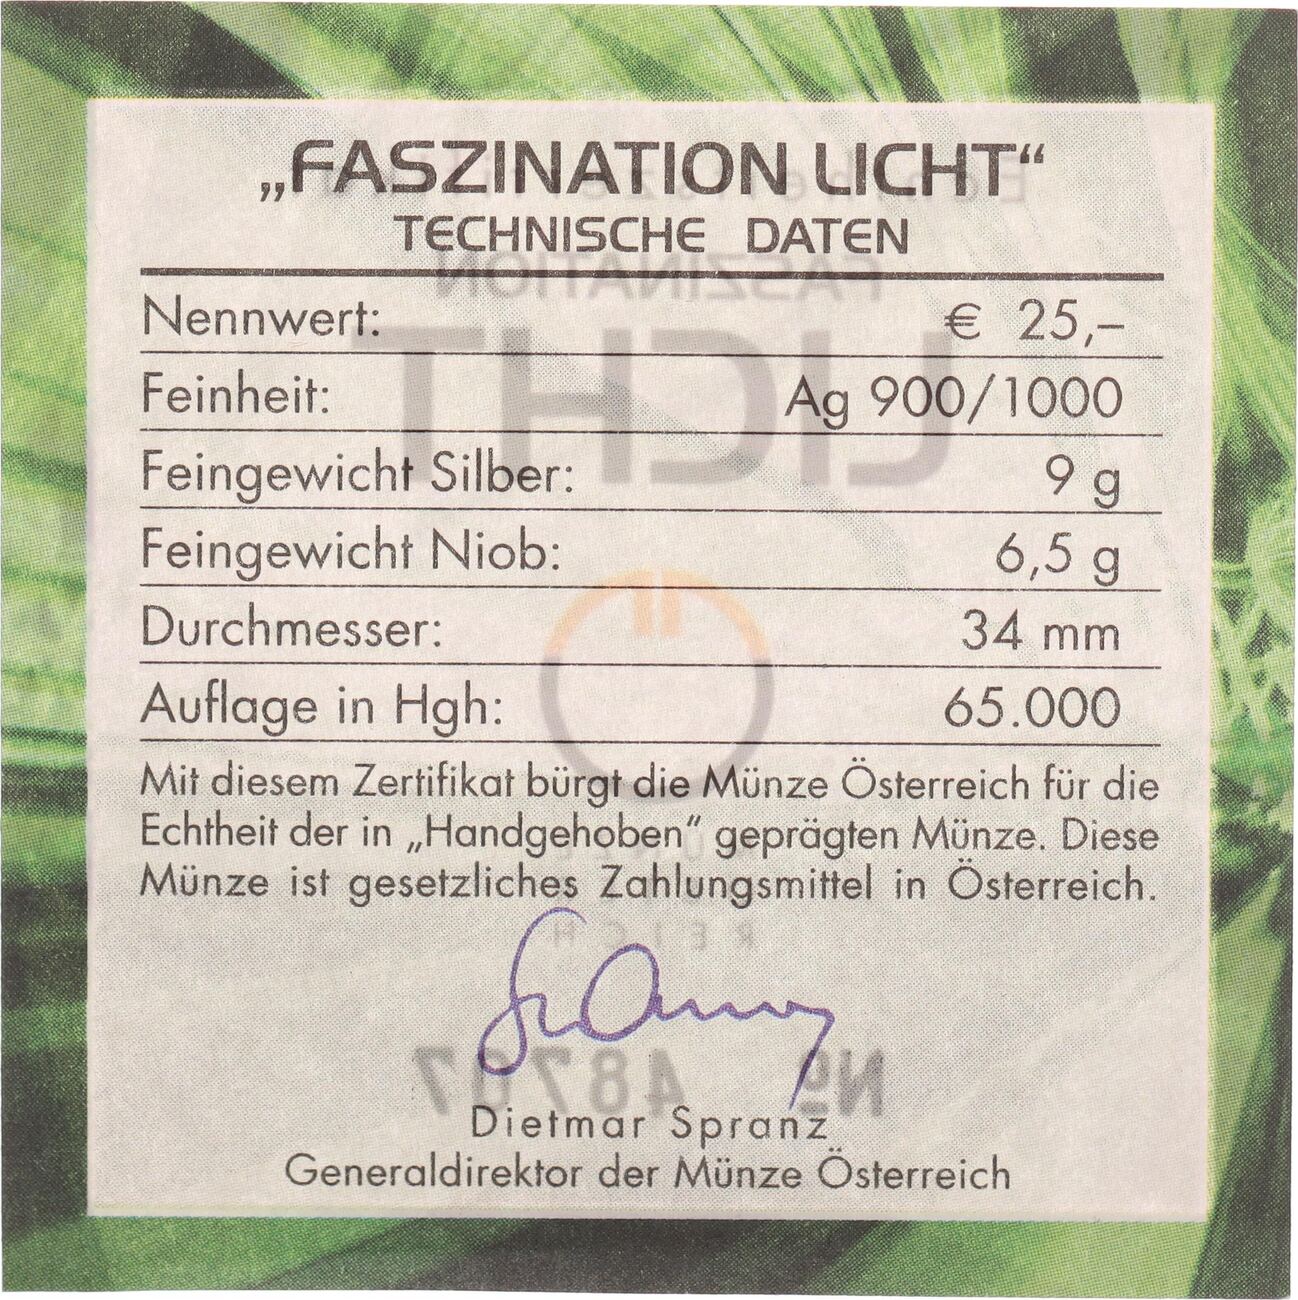 „FASZINATION LICHT“
TECHNISCHE DATEN
Nennwert: € 25,–
Feinheit: Ag 900/1000
Feingewicht Silber: 9 g
Feingewicht Niob: 6,5 g
Durchmesser: 34 mm
Auflage in Hgh: 65.000
Mit diesem Zertifikat bürgt die Münze Österreich für die
Echtheit der in „Handgehoben“ geprägten Münze. Diese
Münze ist gesetzliches Zahlungsmittel in Österreich.
Nº 48707
Dietmar Spranz
Generaldirektor der Münze Österreich